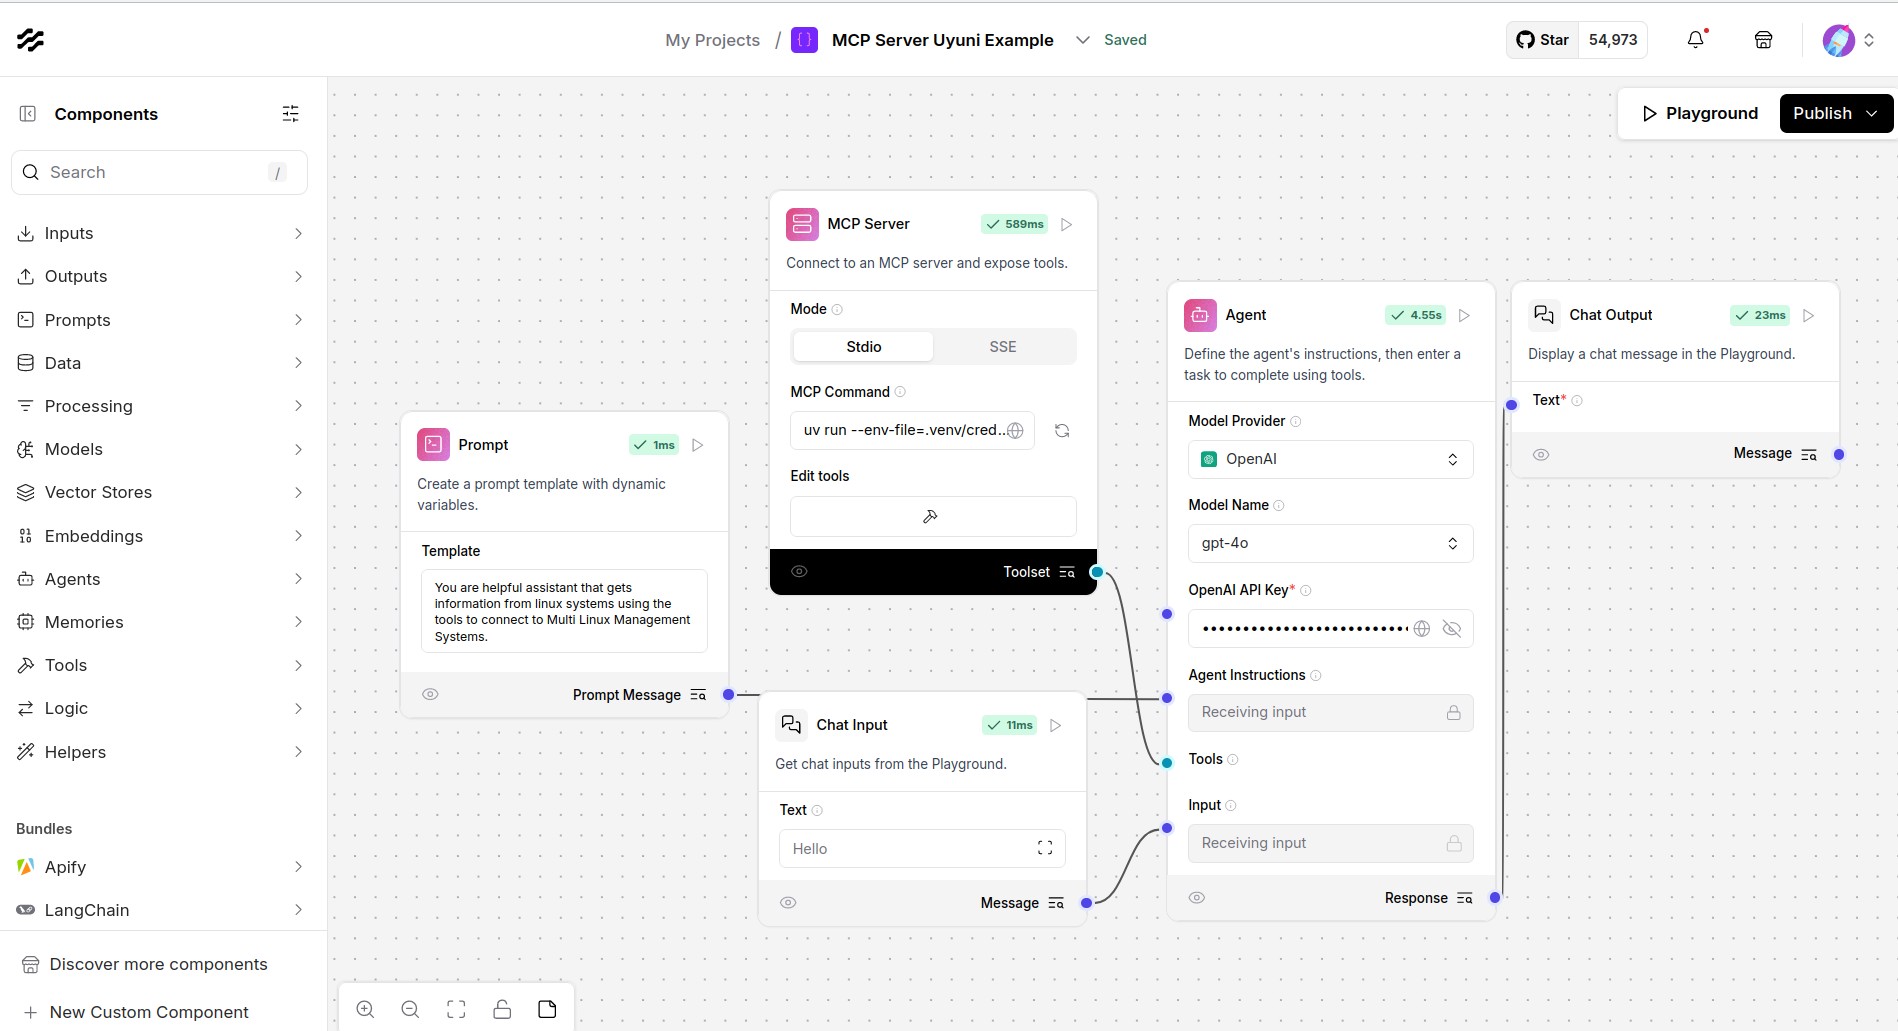 My Projects / MCP Server Uyuni Example Saved
Star 54,973
Components
Search /
Inputs
Outputs
Prompts
Data
Processing
Models
Vector Stores
Embeddings
Agents
Memories
Tools
Logic
Helpers
Bundles
Apify
LangChain
Discover more components
New Custom Component
Playground
Publish
Prompt 1ms
Create a prompt template with dynamic
variables.
Template
You are helpful assistant that gets
information from linux systems using the
tools to connect to Multi Linux Management
Systems.
Prompt Message
MCP Server 589ms
Connect to an MCP server and expose tools.
Mode
Stdio SSE
MCP Command
uv run --env-file=.venv/cred...
Edit tools
Toolset
Chat Input 11ms
Get chat inputs from the Playground.
Text
Hello
Message
Agent 4.55s
Define the agent's instructions, then enter a
task to complete using tools.
Model Provider
OpenAI
Model Name
gpt-4o
OpenAI API Key*
Agent Instructions
Receiving input
Tools
Input
Receiving input
Response
Chat Output 23ms
Display a chat message in the Playground.
Text*
Message